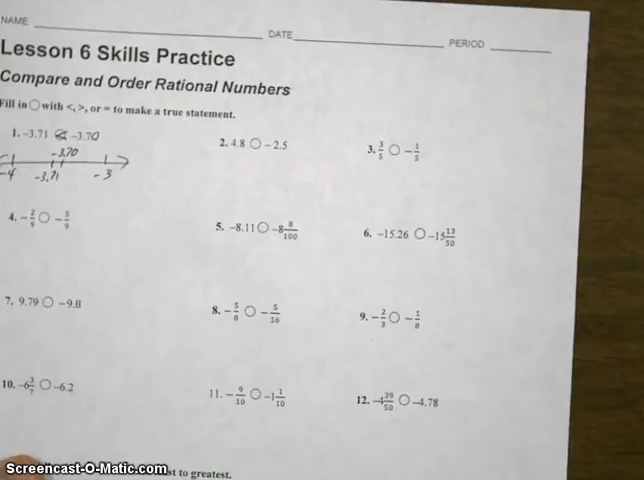 NAME DATE PERIOD
Lesson 6 Skills Practice
Compare and Order Rational Numbers
Fill in ○ with <, >, or = to make a true statement.
1. -3.71 < -3.70
-3.70
-4 -3.71 -3
2. 4.8 ○ -2.5
3. 3/5 ○ -1/5
4. -2/9 ○ -5/9
5. -8.11 ○ -8 8/100
6. -15.26 ○ -15 13/50
7. 9.79 ○ -9.8
8. -5/8 ○ -5/16
9. -2/3 ○ -1/8
10. -6 3/7 ○ -6.2
11. -9/10 ○ -1 1/10
12. -4 39/50 ○ -4.78
st to greatest.
Screencast-O-Matic.com